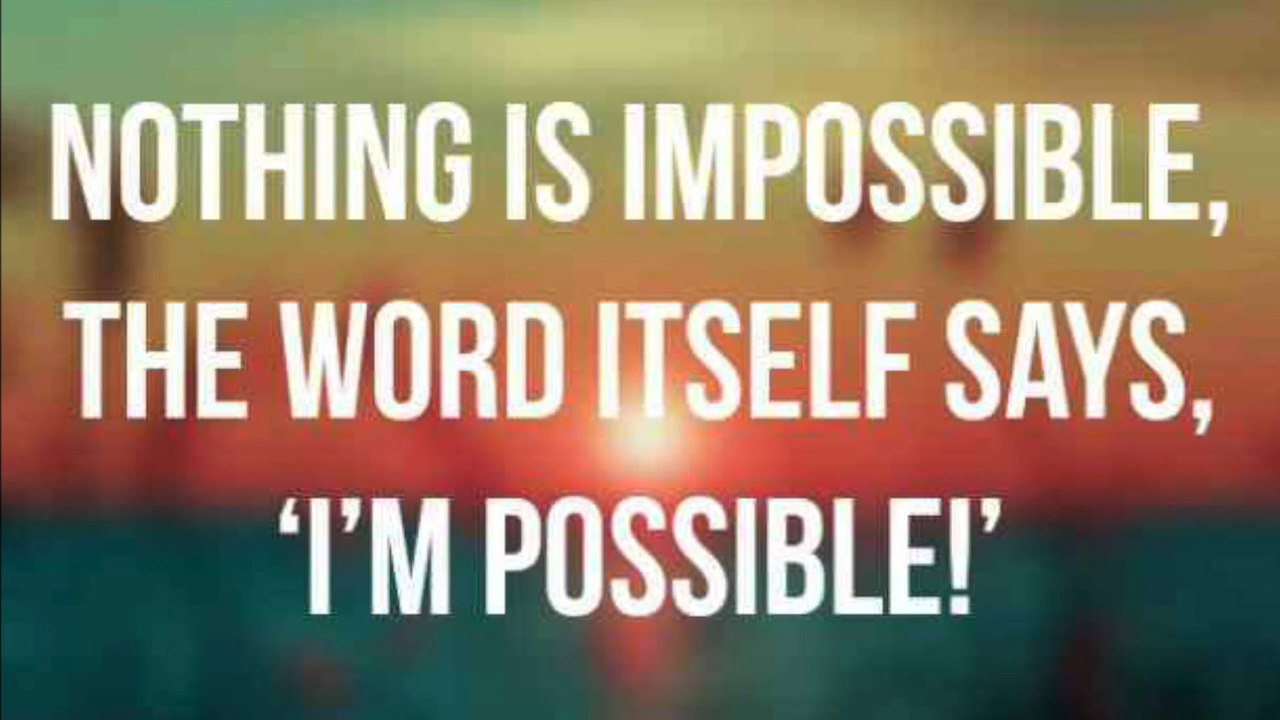 NOTHING IS IMPOSSIBLE,
THE WORD ITSELF SAYS,
‘I’M POSSIBLE!’